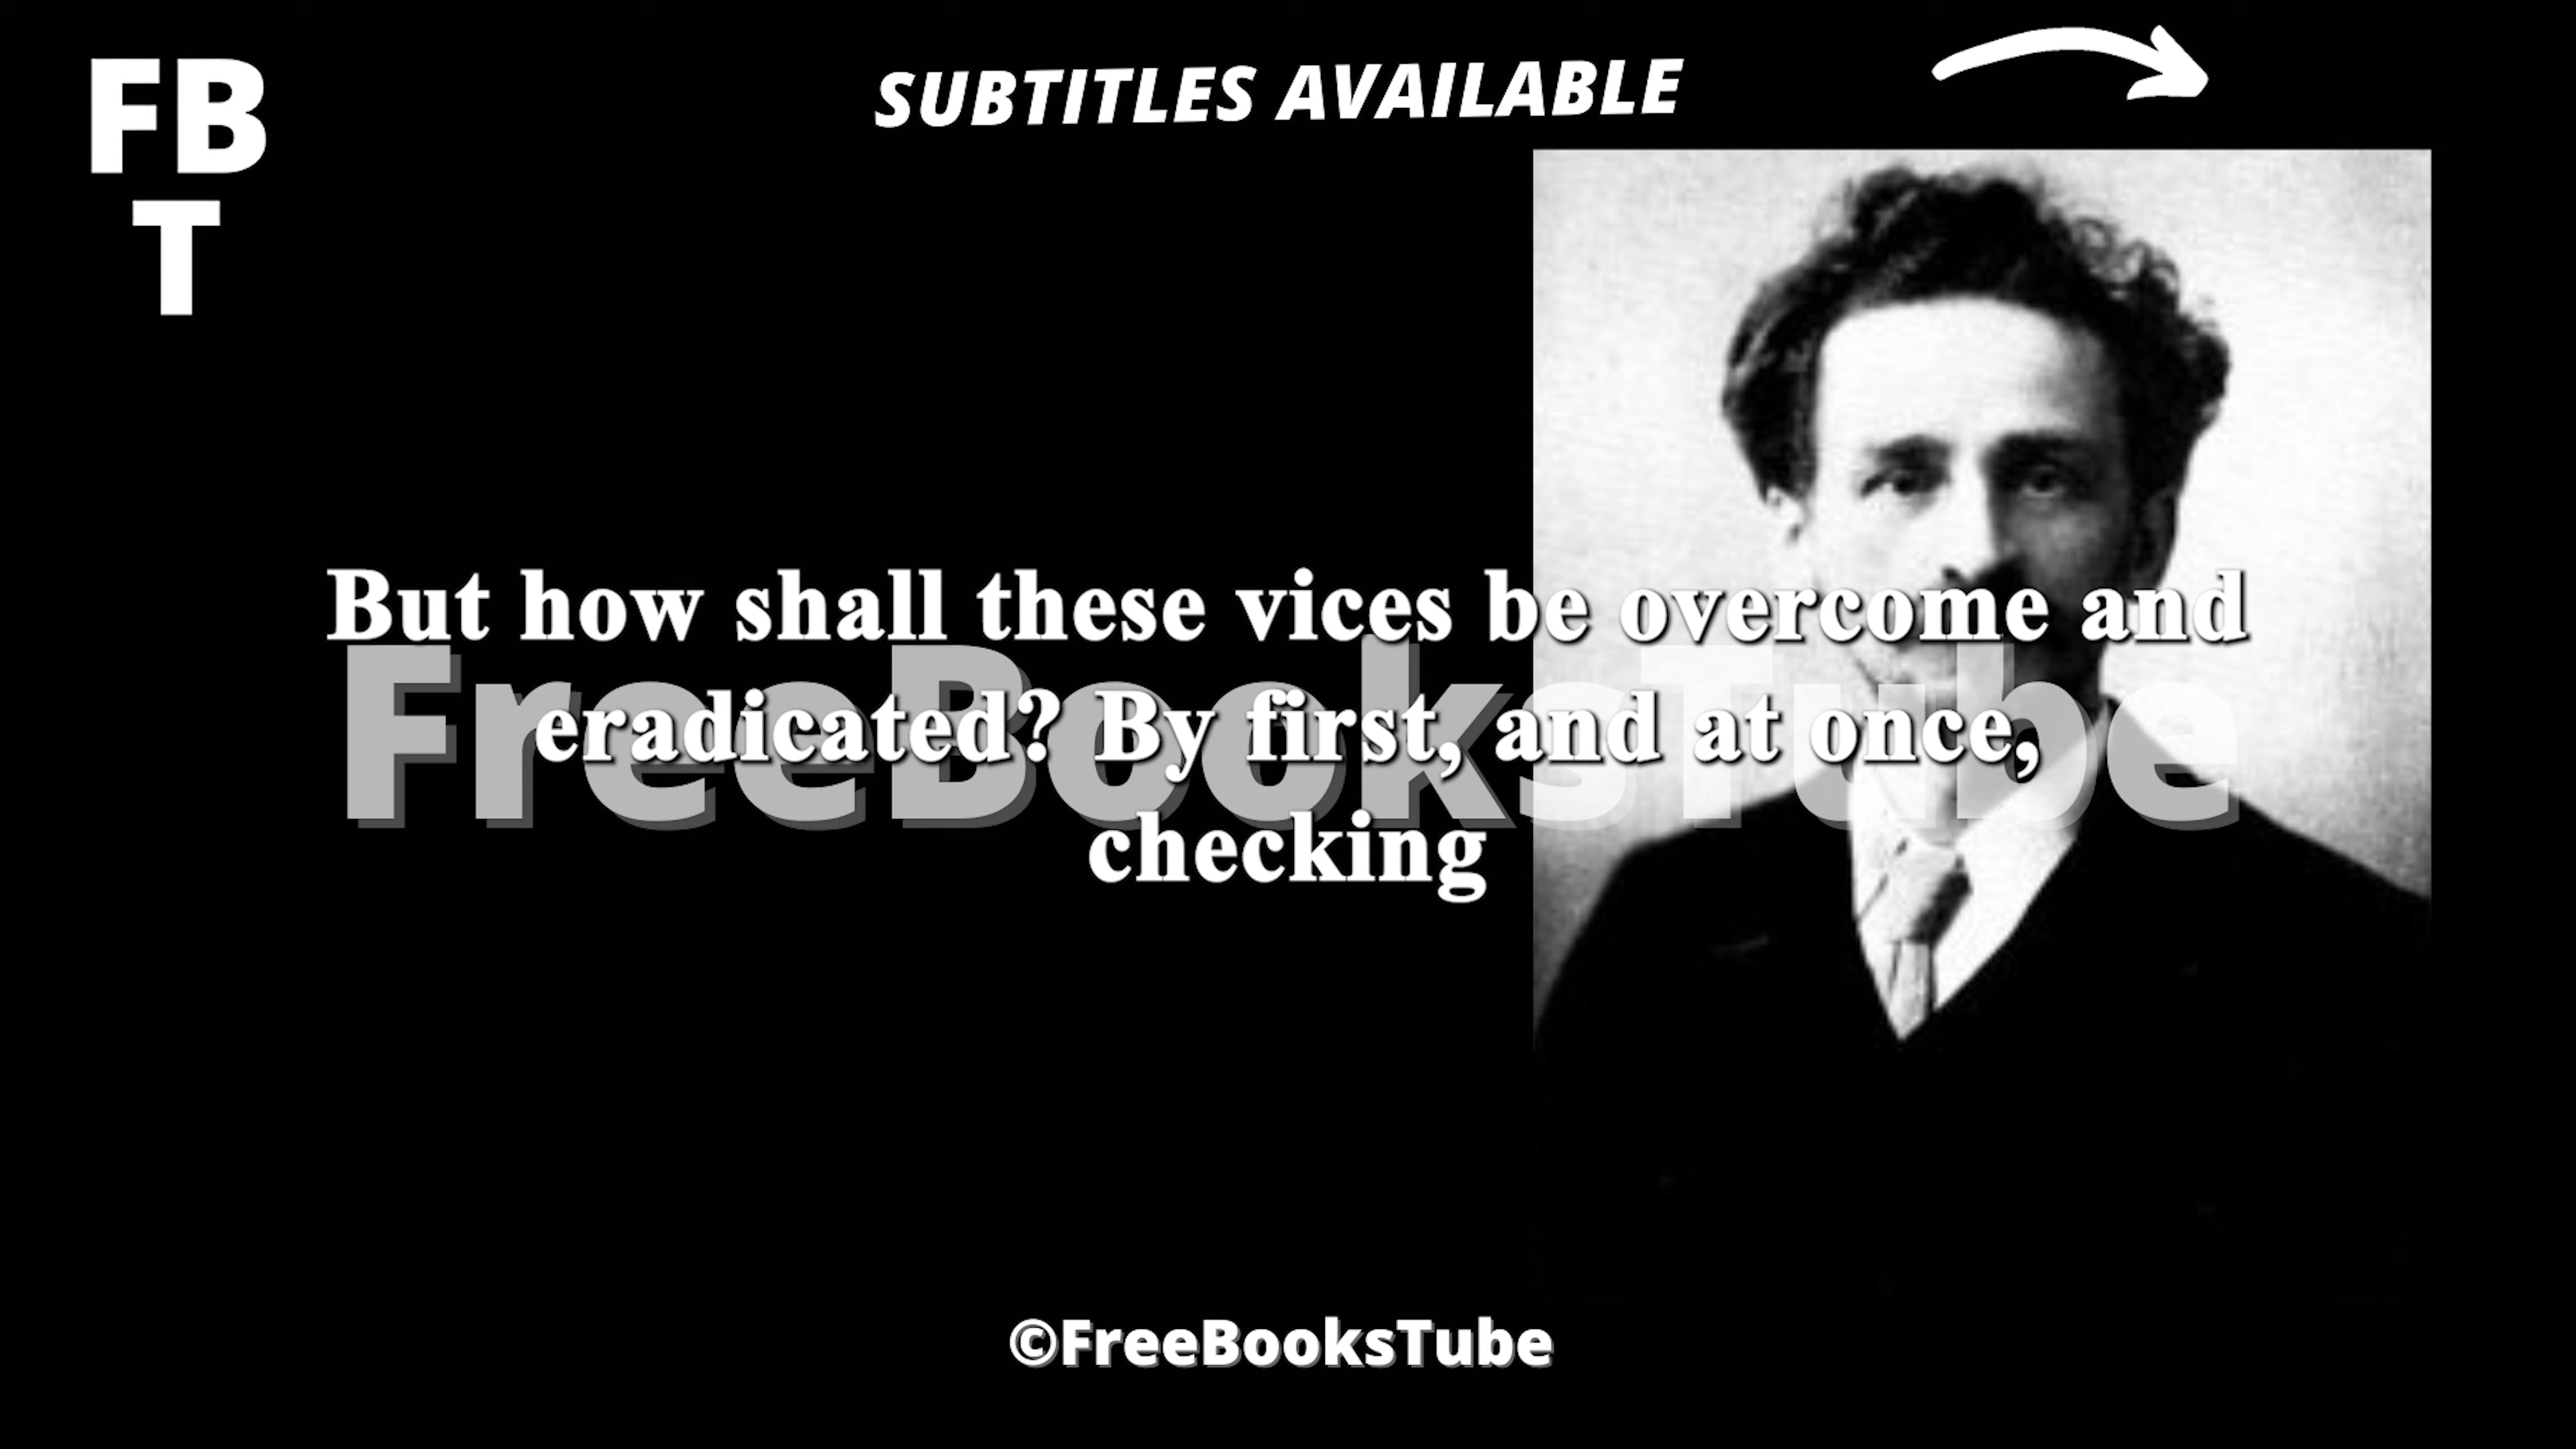 FB
T
SUBTITLES AVAILABLE
But how shall these vices be overcome and
eradicated? By first, and at once,
checking
FreeBooksTube
©FreeBooksTube